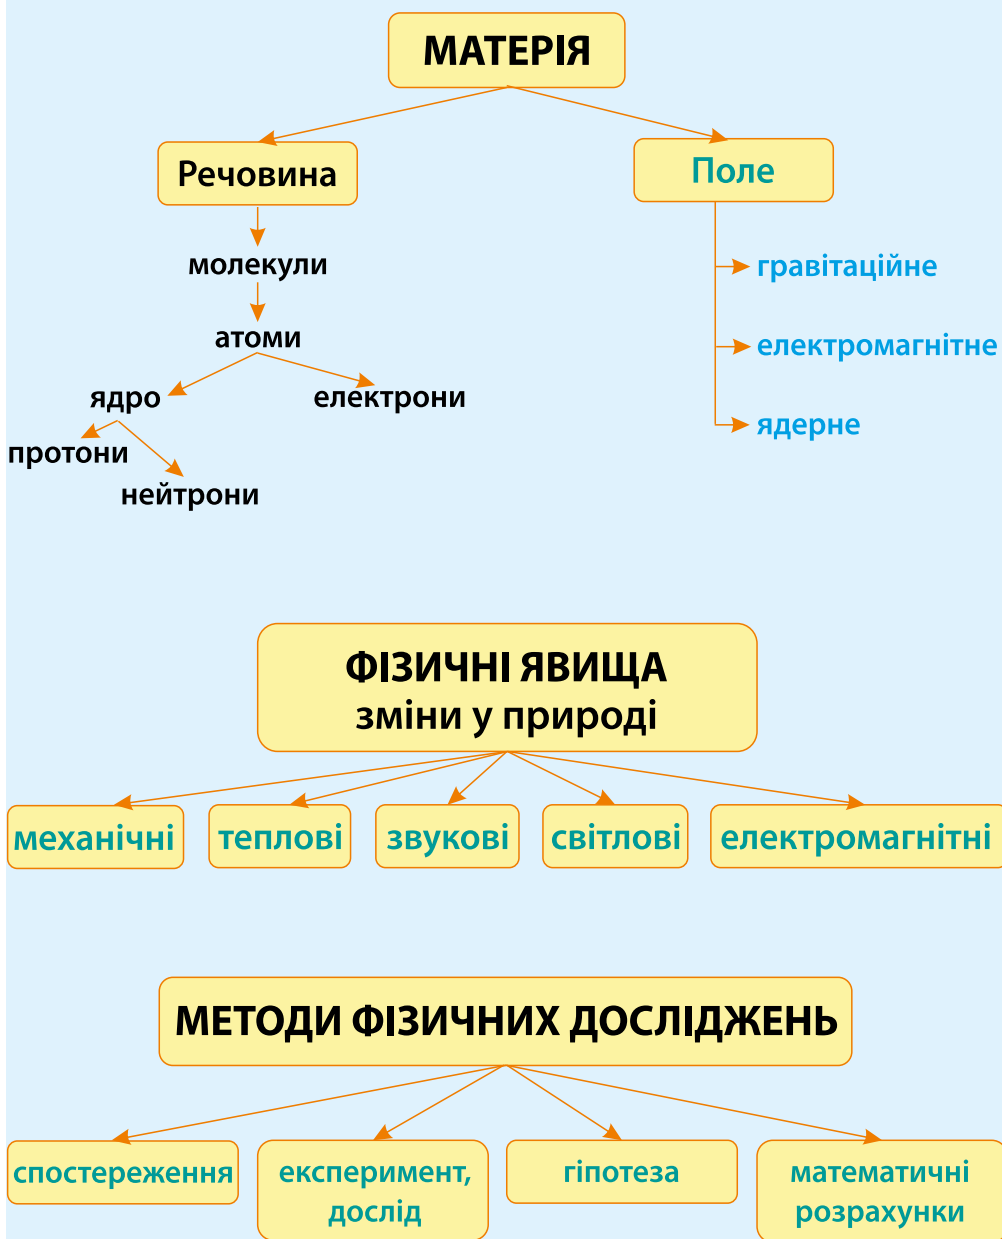 МАТЕРІЯ
Речовина
Поле
молекули
гравітаційне
атоми
електромагнітне
ядро
електрони
ядерне
протони
нейтрони
ФІЗИЧНІ ЯВИЩА
зміни у природі
механічні
теплові
звукові
світлові
електромагнітні
МЕТОДИ ФІЗИЧНИХ ДОСЛІДЖЕНЬ
спостереження
експеримент,
дослід
гіпотеза
математичні
розрахунки